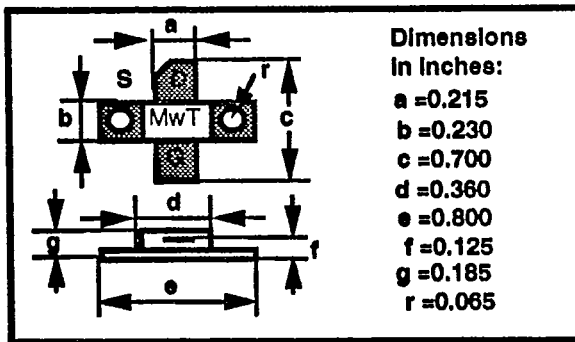 a
Dimensions
in inches:
S
D
r
b
MwT
c
G
d
g
f
e
a =0.215
b =0.230
c =0.700
d =0.360
e =0.800
f =0.125
g =0.185
r =0.065